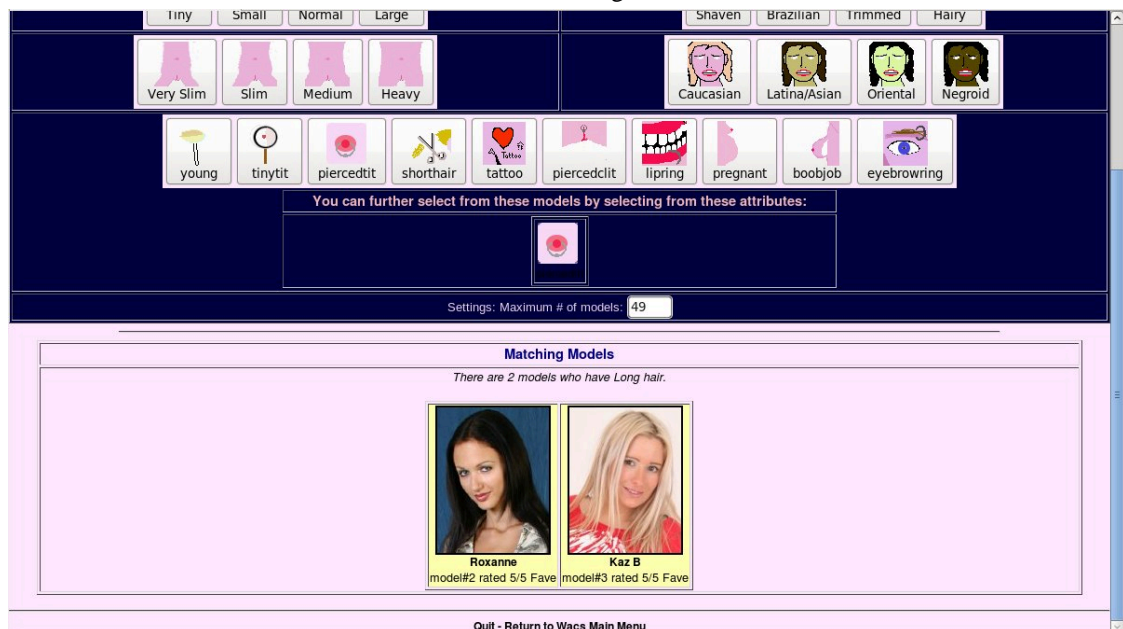 Tiny Small Normal Large Shaven Brazilian Trimmed Hairy
Very Slim Slim Medium Heavy Caucasian Latina/Asian Oriental Negroid
Tattoo
young tinytit piercedtit shorthair tattoo piercedclit lipring pregnant boobjob eyebrowring
You can further select from these models by selecting from these attributes:
Settings: Maximum # of models: 49
Matching Models
There are 2 models who have Long hair.
Roxanne Kaz B
model#2 rated 5/5 Fave model#3 rated 5/5 Fave
Quit - Return to Wacs Main Menu